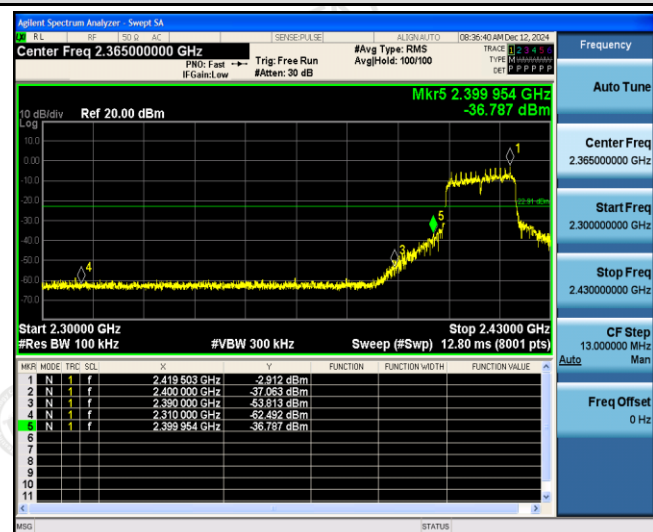 Agilent Spectrum Analyzer - Swept SA
RL RF 50 Ω AC SENSE:PULSE ALIGNAUTO 08:36:40 AM Dec 12, 2024
Center Freq 2.365000000 GHz
PNO: Fast
IFGain:Low
Trig: Free Run
#Atten: 30 dB
#Avg Type: RMS
Avg|Hold: 100/100
TRACE 1 2 3 4 5 6
TYPE M
DET P P P P P P
Frequency
Mkr5 2.399 954 GHz
-36.787 dBm
10 dB/div Ref 20.00 dBm
Log
10.0
0.00
-10.0
-20.0
-30.0
-40.0
-50.0
-60.0
-70.0
1
-22.91 dBm
5
3
4
Start 2.30000 GHz Stop 2.43000 GHz
#Res BW 100 kHz #VBW 300 kHz Sweep (#Swp) 12.80 ms (8001 pts)
MKR MODE TRC SCL X Y FUNCTION FUNCTION WIDTH FUNCTION VALUE
1 N 1 f 2.419 503 GHz -2.912 dBm
2 N 1 f 2.400 000 GHz -37.063 dBm
3 N 1 f 2.390 000 GHz -53.813 dBm
4 N 1 f 2.310 000 GHz -62.492 dBm
5 N 1 f 2.399 954 GHz -36.787 dBm
6
7
8
9
10
11
MSG STATUS
Auto Tune
Center Freq
2.365000000 GHz
Start Freq
2.300000000 GHz
Stop Freq
2.430000000 GHz
CF Step
13.000000 MHz
Auto Man
Freq Offset
0 Hz